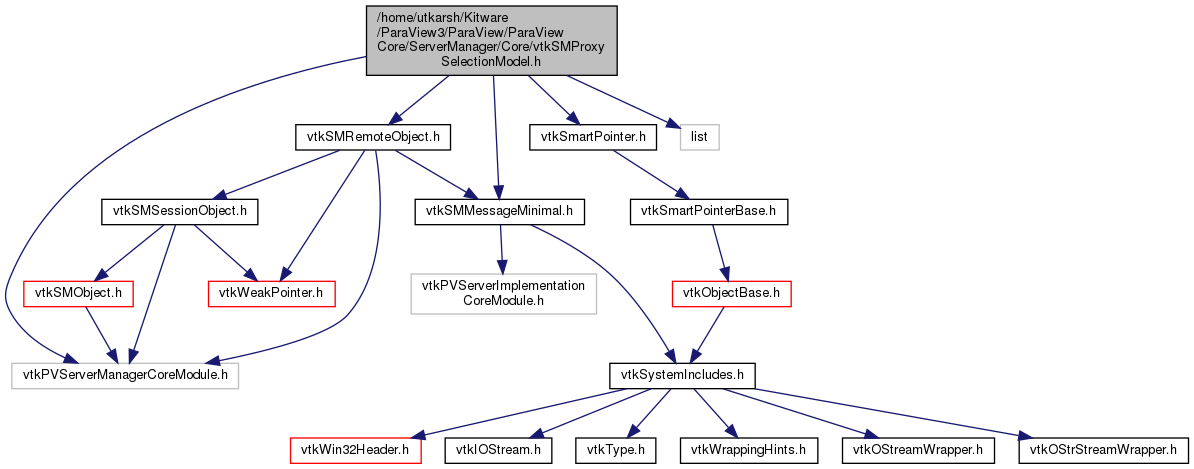 /home/utkarsh/Kitware
/ParaView3/ParaView/ParaView
Core/ServerManager/Core/vtkSMProxy
SelectionModel.h
vtkSMRemoteObject.h
vtkSmartPointer.h
list
vtkSMSessionObject.h
vtkSMMessageMinimal.h
vtkSmartPointerBase.h
vtkSMObject.h
vtkWeakPointer.h
vtkPVServerImplementation
CoreModule.h
vtkObjectBase.h
vtkPVServerManagerCoreModule.h
vtkSystemIncludes.h
vtkWin32Header.h
vtkIOStream.h
vtkType.h
vtkWrappingHints.h
vtkOStreamWrapper.h
vtkOStrStreamWrapper.h